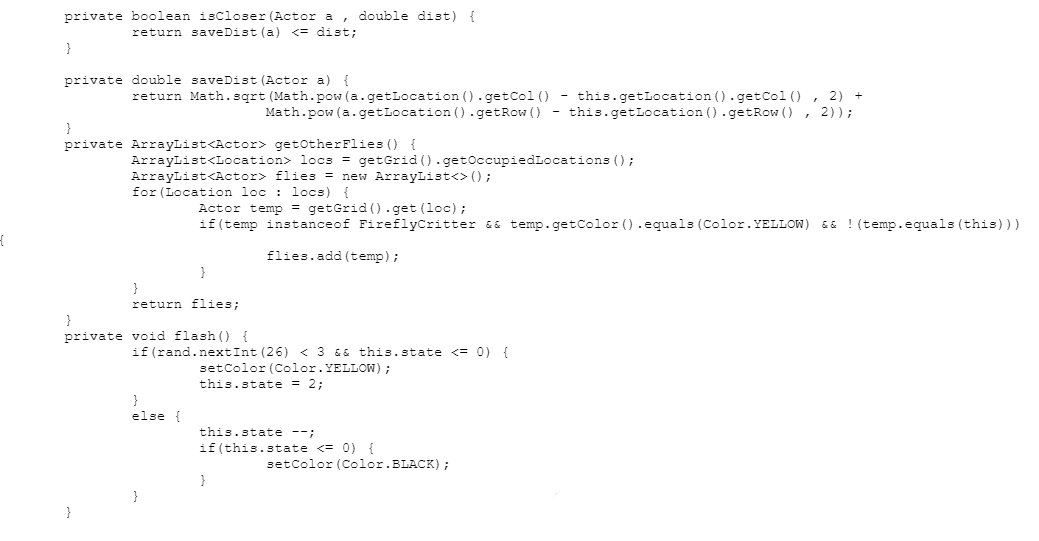 private boolean isCloser(Actor a , double dist) {
return saveDist(a) <= dist;
}
private double saveDist(Actor a) {
return Math.sqrt(Math.pow(a.getLocation().getCol() - this.getLocation().getCol() , 2) +
Math.pow(a.getLocation().getRow() - this.getLocation().getRow() , 2));
}
private ArrayList<Actor> getOtherFlies() {
ArrayList<Location> locs = getGrid().getOccupiedLocations();
ArrayList<Actor> flies = new ArrayList<>();
for(Location loc : locs) {
Actor temp = getGrid().get(loc);
if(temp instanceof FireflyCritter && temp.getColor().equals(Color.YELLOW) && !(temp.equals(this)))
{
flies.add(temp);
}
}
return flies;
}
private void flash() {
if(rand.nextInt(26) < 3 && this.state <= 0) {
setColor(Color.YELLOW);
this.state = 2;
}
else {
this.state --;
if(this.state <= 0) {
setColor(Color.BLACK);
}
}
}